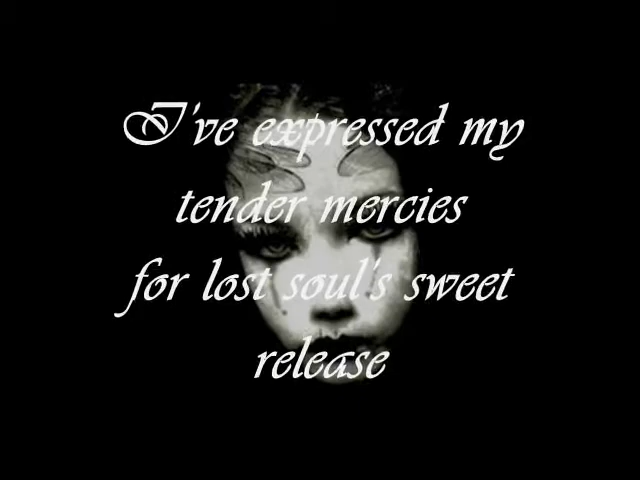 I've expressed my
tender mercies
for lost soul's sweet
release